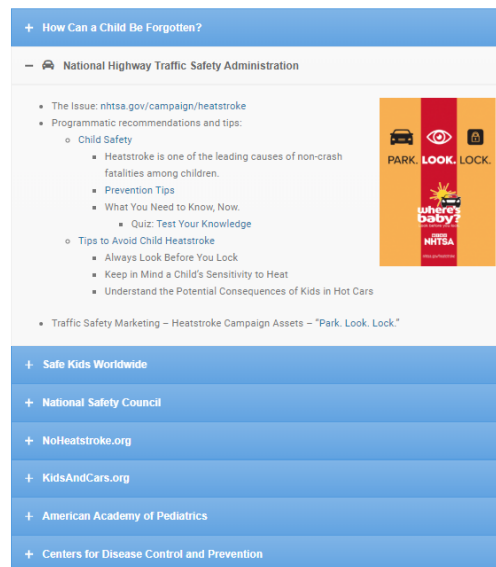 How Can a Child Be Forgotten?
National Highway Traffic Safety Administration
The Issue: nhtsa.gov/campaign/heatstroke
Programmatic recommendations and tips:
Child Safety
Heatstroke is one of the leading causes of non-crash
fatalities among children.
Prevention Tips
What You Need to Know, Now.
Quiz: Test Your Knowledge
Tips to Avoid Child Heatstroke
Always Look Before You Lock
Keep in Mind a Child's Sensitivity to Heat
Understand the Potential Consequences of Kids in Hot Cars
Traffic Safety Marketing – Heatstroke Campaign Assets – "Park. Look. Lock."
PARK. LOOK. LOCK.
where's
baby?
NHTSA
Safe Kids Worldwide
National Safety Council
NoHeatstroke.org
KidsAndCars.org
American Academy of Pediatrics
Centers for Disease Control and Prevention